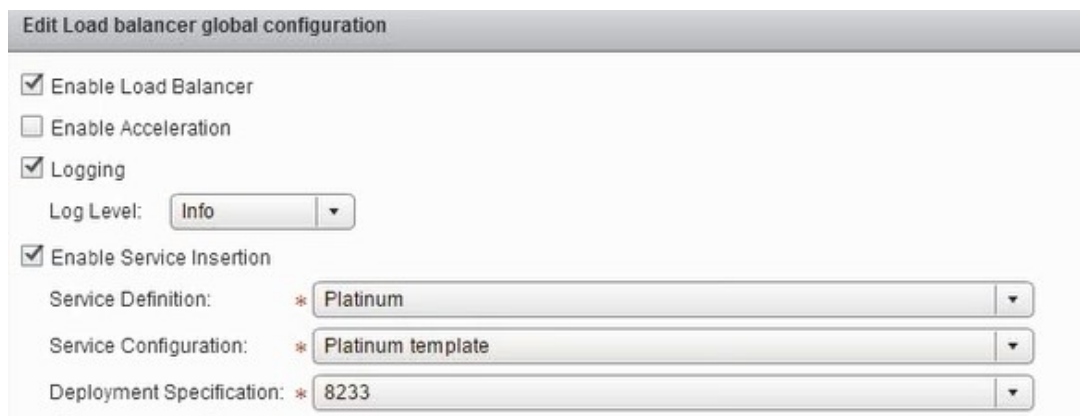 Edit Load balancer global configuration
Enable Load Balancer
Enable Acceleration
Logging
Log Level: Info
Enable Service Insertion
Service Definition: * Platinum
Service Configuration: * Platinum template
Deployment Specification: * 8233